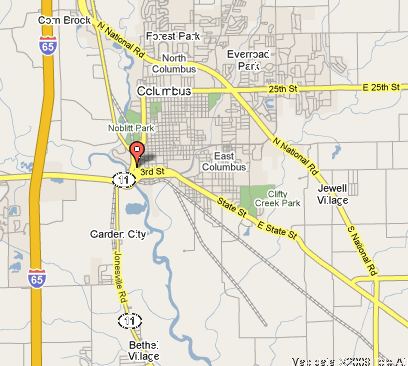 Corn Brock
65
N National Rd
Forest Park
North
Columbus
Everroad
Park
Columbus
25th St
E 25th St
Noblitt Park
3rd St
11
East
Columbus
N National Rd
Clifty
Creek Park
Jewell
Village
State St
E State St
S National Rd
Garden City
65
Jonesville Rd
11
Bethel
Village